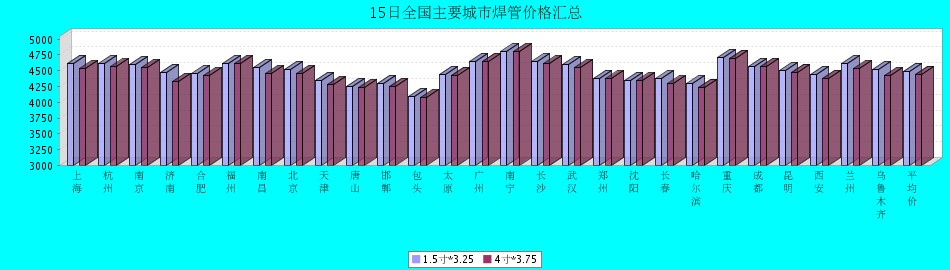 15日全国主要城市焊管价格汇总
5000
4750
4500
4250
4000
3750
3500
3250
3000
上海
杭州
南京
济南
合肥
福州
南昌
北京
天津
唐山
邯郸
包头
太原
广州
南宁
长沙
武汉
郑州
沈阳
长春
哈尔滨
重庆
成都
昆明
西安
兰州
乌鲁木齐
平均价
1.5寸*3.25
4寸*3.75